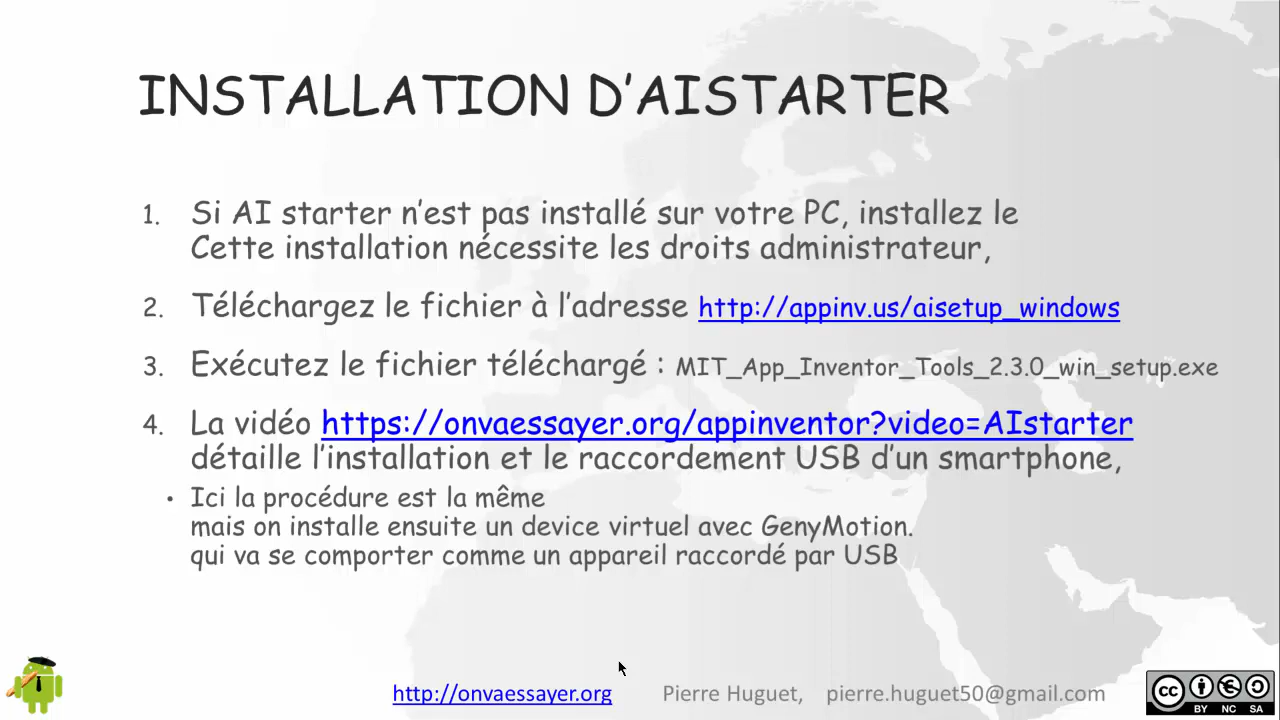 INSTALLATION D’AISTARTER
1. Si AI starter n’est pas installé sur votre PC, installez le
Cette installation nécessite les droits administrateur,
2. Téléchargez le fichier à l’adresse http://appinv.us/aisetup_windows
3. Exécutez le fichier téléchargé : MIT_App_Inventor_Tools_2.3.0_win_setup.exe
4. La vidéo https://onvaessayer.org/appinventor?video=AIstarter
détaille l’installation et le raccordement USB d’un smartphone,
• Ici la procédure est la même
mais on installe ensuite un device virtuel avec GenyMotion.
qui va se comporter comme un appareil raccordé par USB
http://onvaessayer.org Pierre Huguet, pierre.huguet50@gmail.com
cc BY NC SA